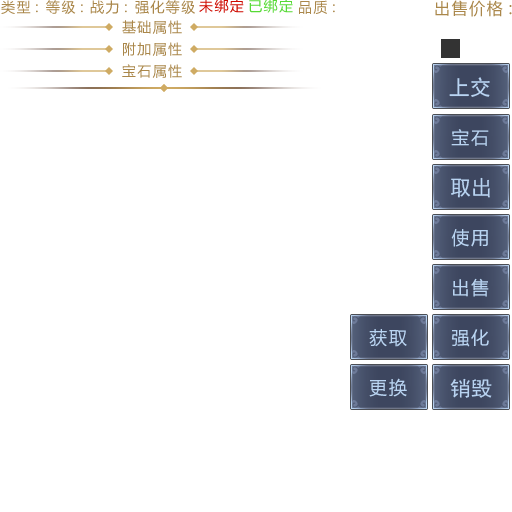 类型 : 等级 : 战力 : 强化等级 未绑定 已绑定 品质 : 出售价格 :
基础属性
附加属性
宝石属性
上交
宝石
取出
使用
出售
获取 强化
更换 销毁